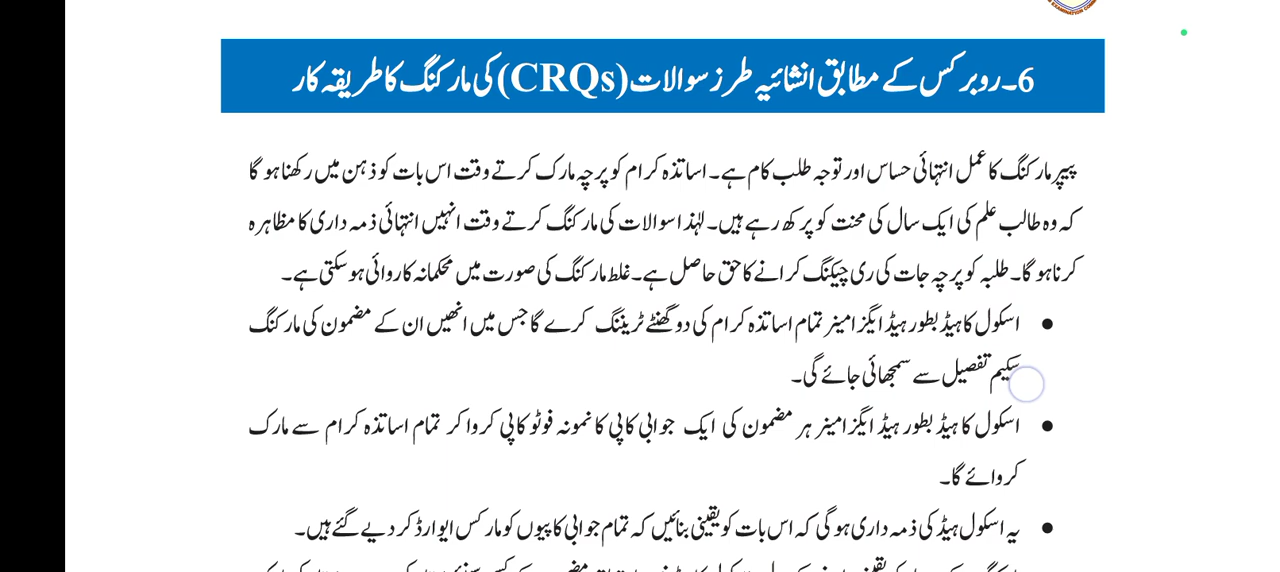 EXAMINATION COMM
6۔ روبرکس کے مطابق انشائیہ طرز سوالات (CRQs) کی مارکنگ کا طریقہ کار
پیپر مارکنگ کا عمل انتہائی حساس اور توجہ طلب کام ہے۔ اساتذہ کرام کو پرچہ مارک کرتے وقت اس بات کو ذہن میں رکھنا ہو گا
کہ وہ طالب علم کی ایک سال کی محنت کو پرکھ رہے ہیں۔ لہٰذا سوالات کی مارکنگ کرتے وقت انہیں انتہائی ذمہ داری کا مظاہرہ
کرنا ہو گا۔ طلبہ کو پرچہ جات کی ری چیکنگ کرانے کا حق حاصل ہے۔ غلط مارکنگ کی صورت میں محکمانہ کاروائی ہو سکتی ہے۔
● اسکول کا ہیڈ بطور ہیڈ ایگزامینر تمام اساتذہ کرام کی دو گھنٹے ٹریننگ کرے گا جس میں انھیں ان کے مضمون کی مارکنگ
سکیم تفصیل سے سمجھائی جائے گی۔
● اسکول کا ہیڈ بطور ہیڈ ایگزامینر ہر مضمون کی ایک جوابی کاپی کا نمونہ فوٹو کاپی کروا کر تمام اساتذہ کرام سے مارک
کروائے گا۔
● یہ اسکول ہیڈ کی ذمہ داری ہو گی کہ اس بات کو یقینی بنائیں کہ تمام جوابی کاپیوں کو مارکس ایوارڈ کر دیے گئے ہیں۔